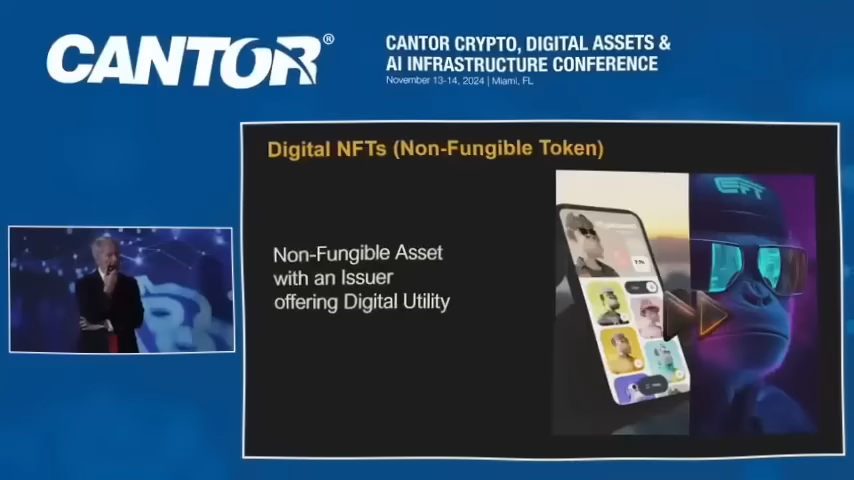 CANTOR®
CANTOR CRYPTO, DIGITAL ASSETS &
AI INFRASTRUCTURE CONFERENCE
November 13-14, 2024 | Miami, FL
Digital NFTs (Non-Fungible Token)
Non-Fungible Asset
with an Issuer
offering Digital Utility